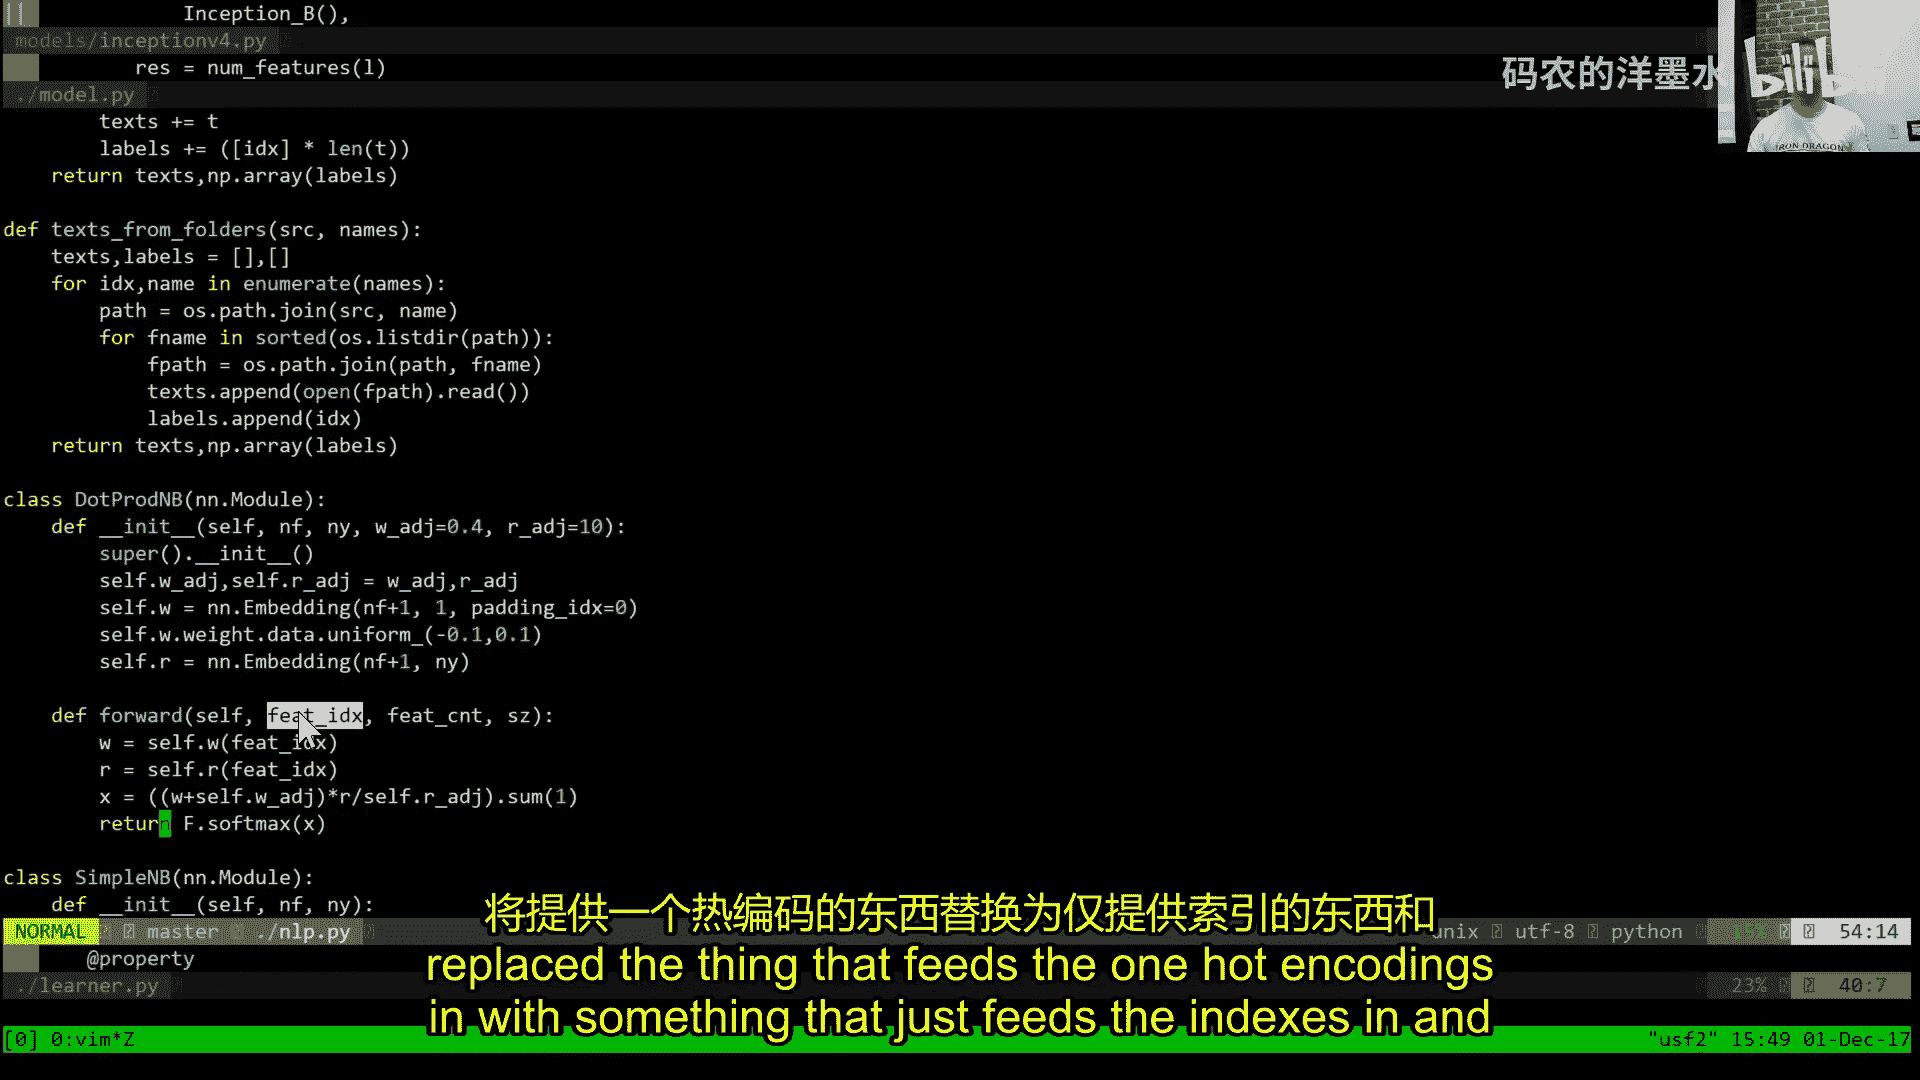 Inception_B(),
models/inceptionv4.py
res = num_features(l)
./model.py
码农的洋墨水
bilibili
IRON DRAGON
texts += t
labels += ([idx] * len(t))
return texts,np.array(labels)
def texts_from_folders(src, names):
texts,labels = [],[]
for idx,name in enumerate(names):
path = os.path.join(src, name)
for fname in sorted(os.listdir(path)):
fpath = os.path.join(path, fname)
texts.append(open(fpath).read())
labels.append(idx)
return texts,np.array(labels)
class DotProdNB(nn.Module):
def __init__(self, nf, ny, w_adj=0.4, r_adj=10):
super().__init__()
self.w_adj,self.r_adj = w_adj,r_adj
self.w = nn.Embedding(nf+1, 1, padding_idx=0)
self.w.weight.data.uniform_(-0.1,0.1)
self.r = nn.Embedding(nf+1, ny)
def forward(self, feat_idx, feat_cnt, sz):
w = self.w(feat_idx)
r = self.r(feat_idx)
x = ((w+self.w_adj)*r/self.r_adj).sum(1)
return F.softmax(x)
class SimpleNB(nn.Module):
def __init__(self, nf, ny):
将提供一个热编码的东西替换为仅提供索引的东西和
NORMAL master ./nlp.py unix utf-8 python 54:14
@property
replaced the thing that feeds the one hot encodings
./learner.py 23% 40:7
in with something that just feeds the indexes in and
[0] 0:vim*Z "usf2" 15:49 01-Dec-17